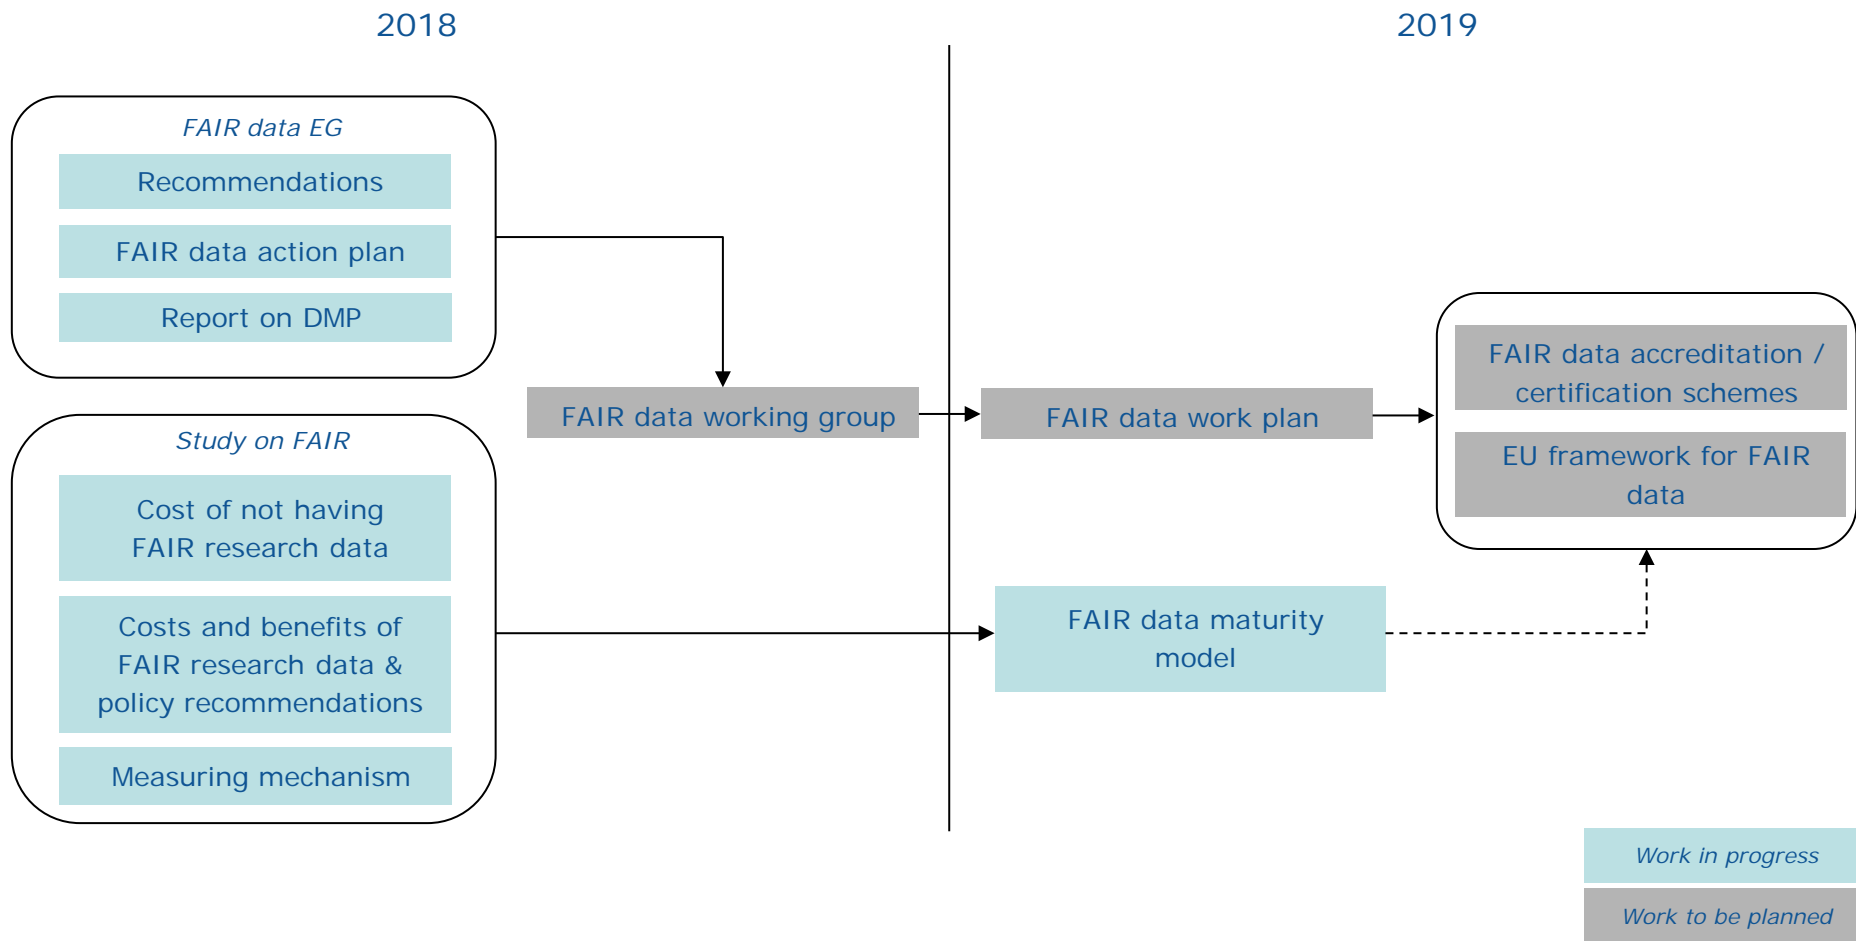 2018
2019
FAIR data EG
Recommendations
FAIR data action plan
Report on DMP
Study on FAIR
Cost of not having
FAIR research data
Costs and benefits of
FAIR research data &
policy recommendations
Measuring mechanism
FAIR data working group
FAIR data work plan
FAIR data accreditation /
certification schemes
EU framework for FAIR
data
FAIR data maturity
model
Work in progress
Work to be planned